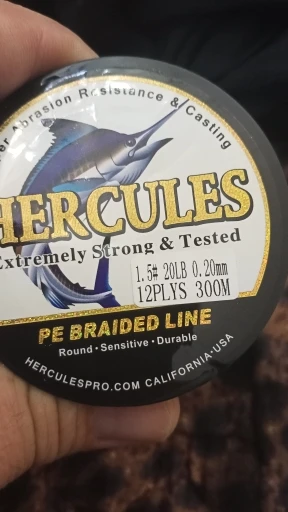 Abrasion Resistance & Casting
HERCULES
Extremely Strong & Tested
1.5# 20LB 0.20mm
12PLYS 300M
PE BRAIDED LINE
Round • Sensitive • Durable
HERCULESPRO.COM CALIFORNIA • USA